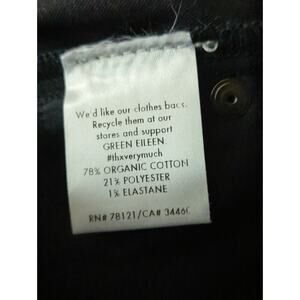 We'd like our clothes back.
Recycle them at our
stores and support
GREEN EILEEN.
#thxverymuch
78% ORGANIC COTTON
21% POLYESTER
1% ELASTANE
RN# 78121/CA#